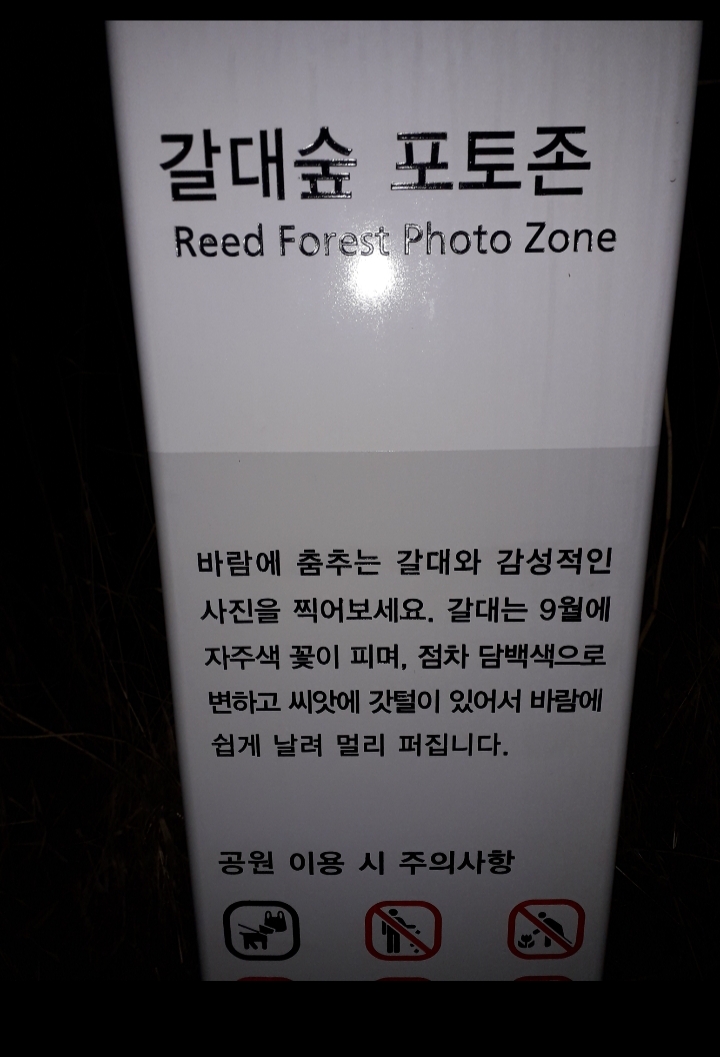 갈대숲 포토존
Reed Forest Photo Zone
바람에 춤추는 갈대와 감성적인
사진을 찍어보세요. 갈대는 9월에
자주색 꽃이 피며, 점차 담백색으로
변하고 씨앗에 갓털이 있어서 바람에
쉽게 날려 멀리 퍼집니다.
공원 이용 시 주의사항